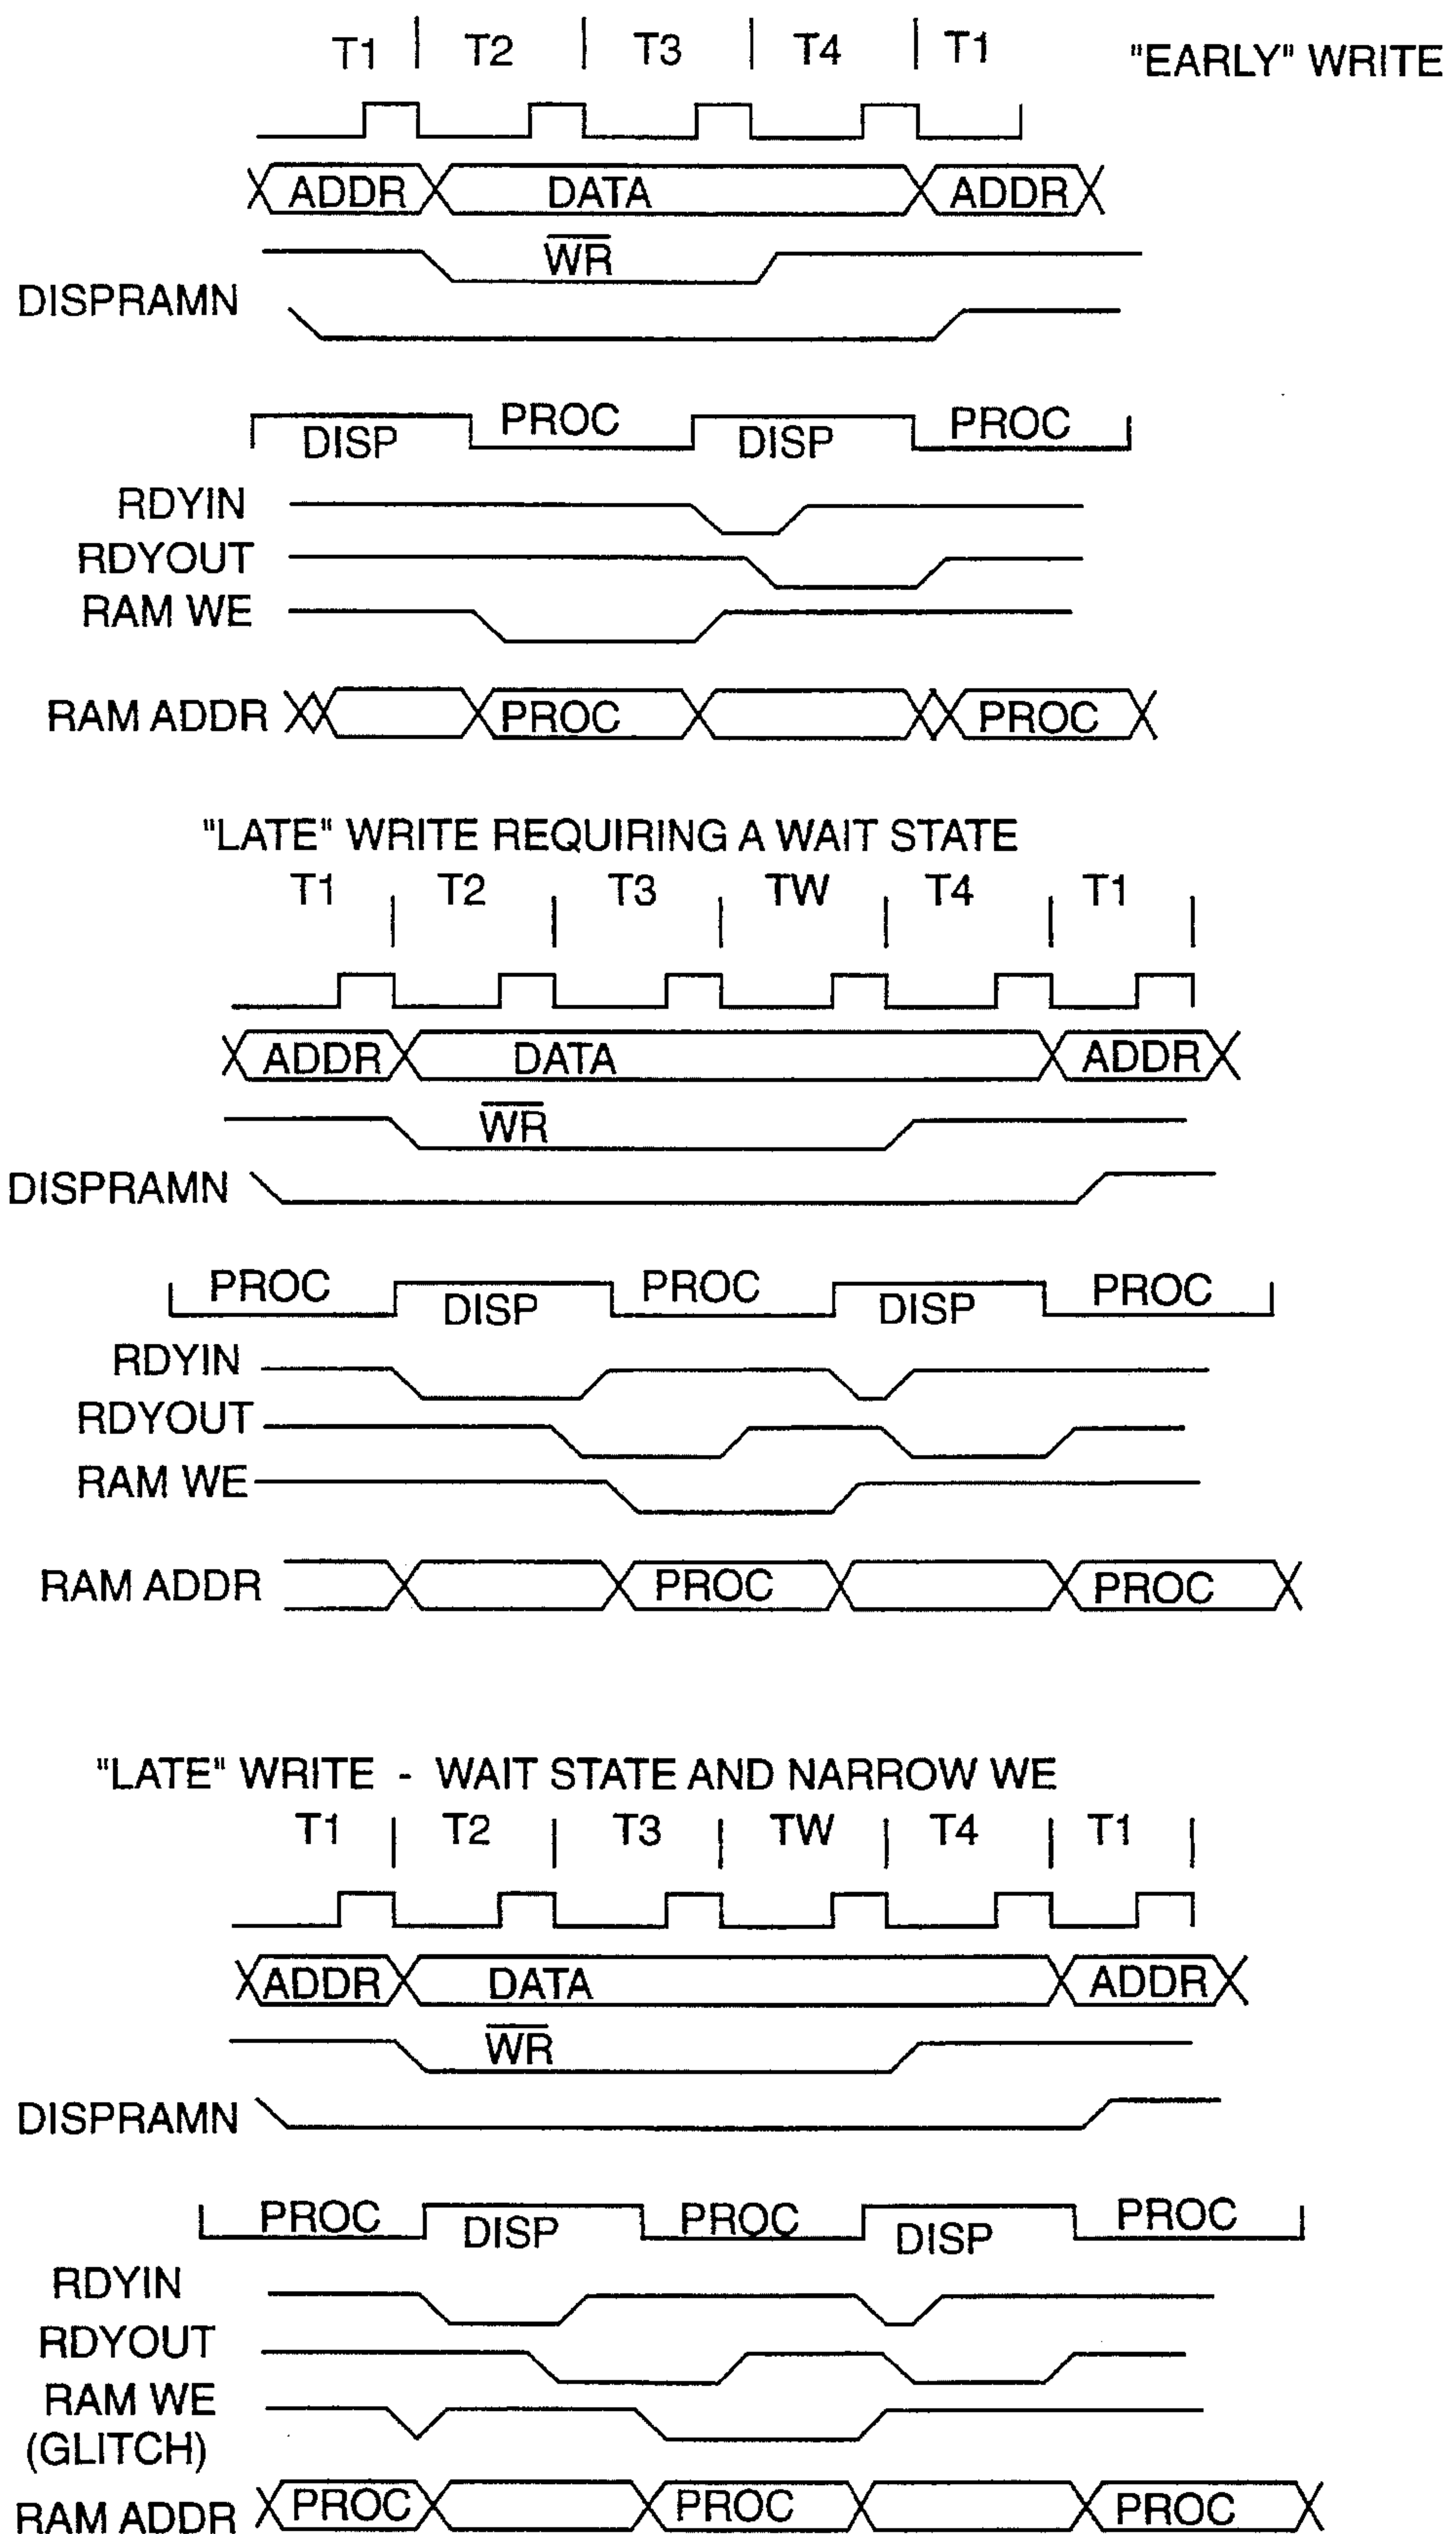 T1 | T2 | T3 | T4 | T1
"EARLY" WRITE
ADDR DATA ADDR
WR
DISPRAMN
DISP PROC DISP PROC
RDYIN
RDYOUT
RAM WE
RAM ADDR PROC PROC
"LATE" WRITE REQUIRING A WAIT STATE
T1 | T2 | T3 | TW | T4 | T1 |
ADDR DATA ADDR
WR
DISPRAMN
PROC DISP PROC DISP PROC
RDYIN
RDYOUT
RAM WE
RAM ADDR PROC PROC
"LATE" WRITE - WAIT STATE AND NARROW WE
T1 | T2 | T3 | TW | T4 | T1 |
ADDR DATA ADDR
WR
DISPRAMN
PROC DISP PROC DISP PROC
RDYIN
RDYOUT
RAM WE
(GLITCH)
RAM ADDR PROC PROC PROC